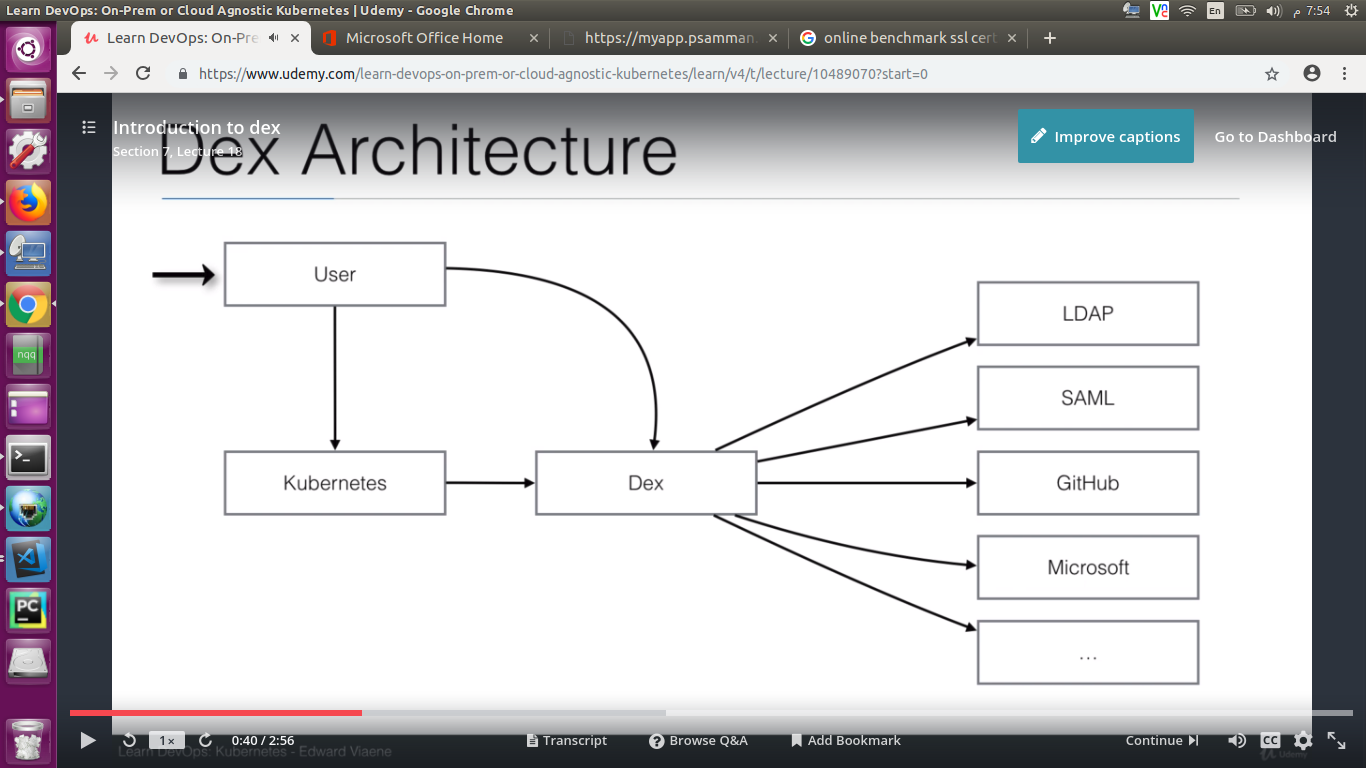 Learn DevOps: On-Prem or Cloud Agnostic Kubernetes | Udemy - Google Chrome
En
7:54 م
Learn DevOps: On-Pre
Microsoft Office Home
https://myapp.psamman.
online benchmark ssl cert
https://www.udemy.com/learn-devops-on-prem-or-cloud-agnostic-kubernetes/learn/v4/t/lecture/10489070?start=0
Introduction to dex
Section 7, Lecture 18
Improve captions
Go to Dashboard
Dex Architecture
User
LDAP
SAML
Kubernetes
Dex
GitHub
Microsoft
...
nqq
PC
1×
0:40 / 2:56
Transcript
Browse Q&A
Add Bookmark
Continue
CC
Learn DevOps: Kubernetes - Edward Viaene
Udemy